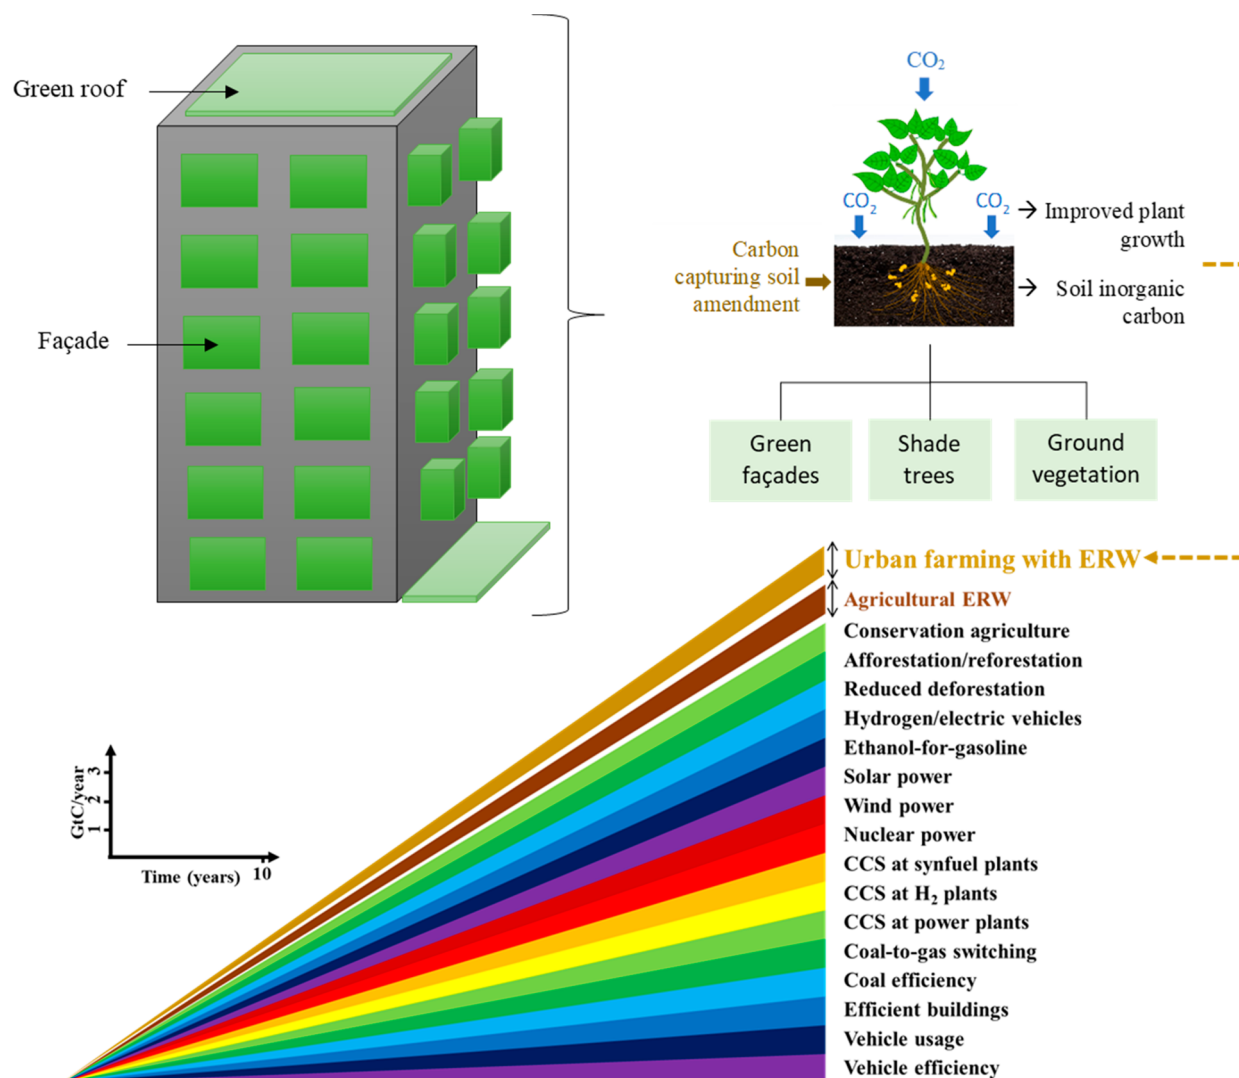 Green roof
Façade
CO₂
CO₂
CO₂
Improved plant
growth
Carbon
capturing soil
amendment
Soil inorganic
carbon
Green
façades
Shade
trees
Ground
vegetation
Urban farming with ERW
Agricultural ERW
Conservation agriculture
Afforestation/reforestation
Reduced deforestation
Hydrogen/electric vehicles
Ethanol-for-gasoline
Solar power
Wind power
Nuclear power
CCS at synfuel plants
CCS at H₂ plants
CCS at power plants
Coal-to-gas switching
Coal efficiency
Efficient buildings
Vehicle usage
Vehicle efficiency
GtC/year
3
2
1
Time (years) 10